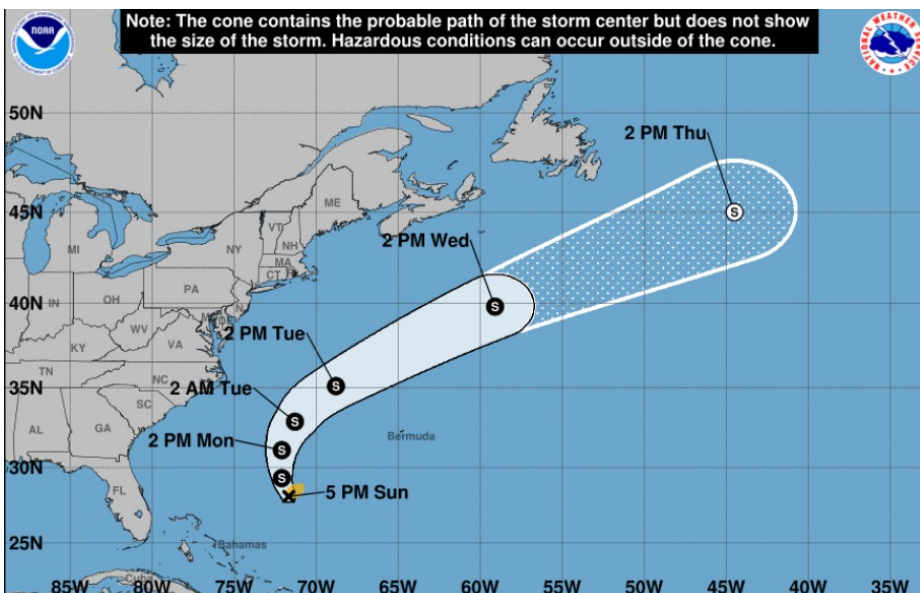 Note: The cone contains the probable path of the storm center but does not show
the size of the storm. Hazardous conditions can occur outside of the cone.
NOAA
NATIONAL WEATHER
SERVICE
50N
2 PM Thu
S
45N
ME
VT
NH
MI
NY
MA
CT
2 PM Wed
40N
PA
IN
OH
S
WV
KY
VA
2 PM Tue
TN
35N
NC
S
2 AM Tue
SC
S
AL
GA
2 PM Mon
S
Bermuda
30N
S
FL
5 PM Sun
25N
Bahamas
Cuba
85W
80W
75W
70W
65W
60W
55W
50W
45W
40W
35W